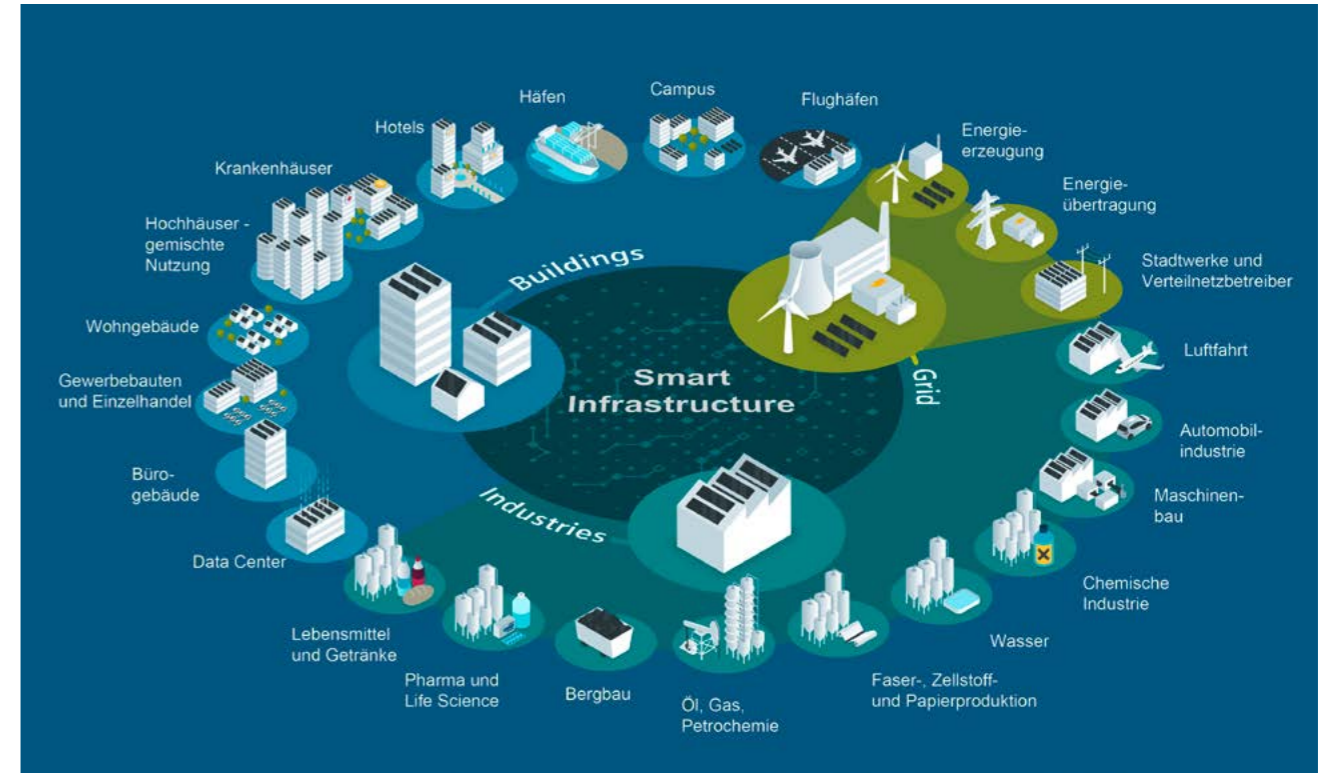 Häfen
Campus
Flughäfen
Hotels
Energie-
erzeugung
Krankenhäuser
Energie-
übertragung
Hochhäuser -
gemischte
Nutzung
Stadtwerke und
Verteilnetzbetreiber
Buildings
Wohngebäude
Luftfahrt
Gewerbebauten
und Einzelhandel
Smart
Infrastructure
Grid
Automobil-
industrie
Büro-
gebäude
Maschinen-
bau
Industries
Data Center
Chemische
Industrie
Lebensmittel
und Getränke
Wasser
Pharma und
Life Science
Bergbau
Öl, Gas,
Petrochemie
Faser-, Zellstoff-
und Papierproduktion